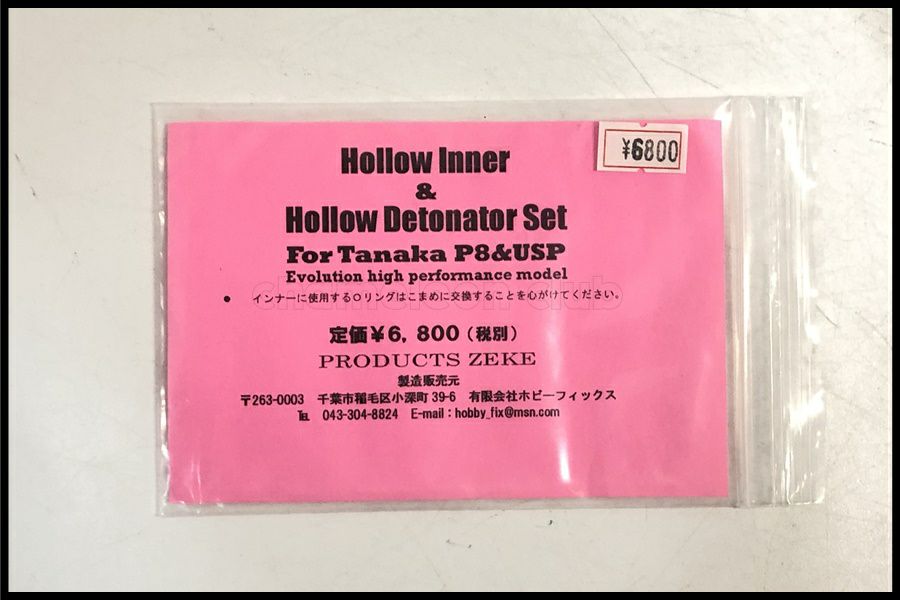 ¥6800
Hollow Inner
&
Hollow Detonator Set
For Tanaka P8&USP
Evolution high performance model
chameleon club
● インナーに使用するOリングはこまめに交換することを心がけてください。
定価¥6,800（税別）
PRODUCTS ZEKE
製造販売元
〒263-0003 千葉市稲毛区小深町39-6 有限会社ホビーフィックス
℡ 043-304-8824 E-mail：hobby_fix@msn.com